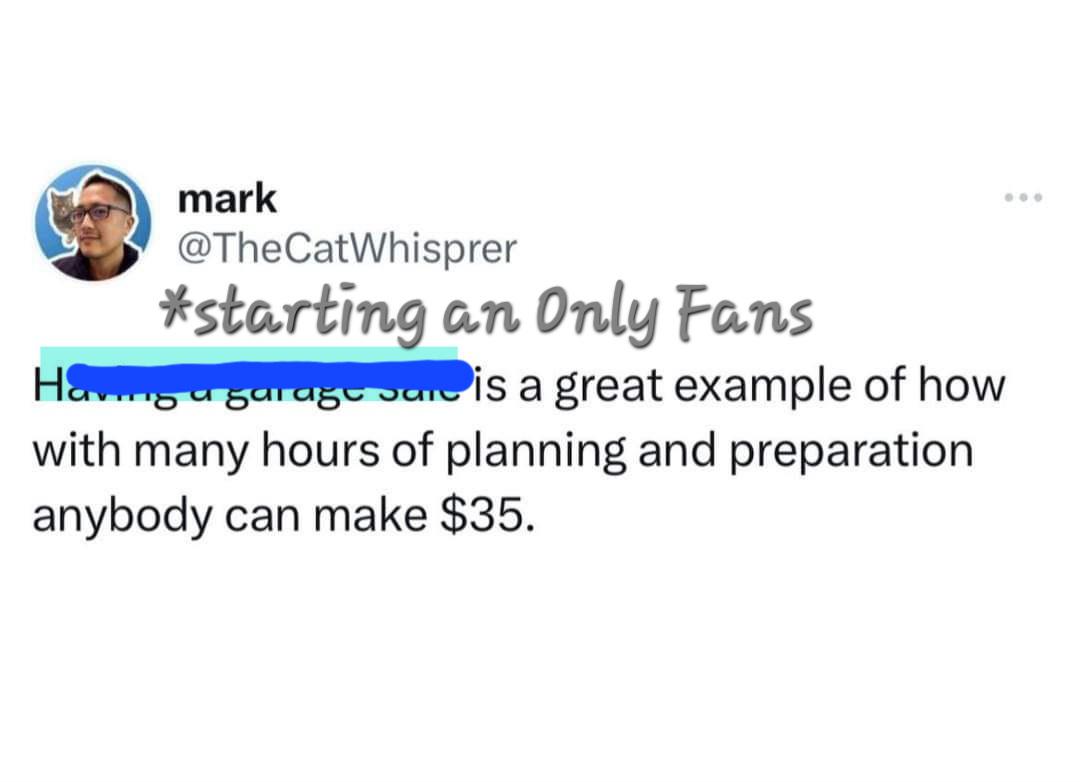 mark
@TheCatWhisprer
*starting an Only Fans
Having a garage sale is a great example of how
with many hours of planning and preparation
anybody can make $35.